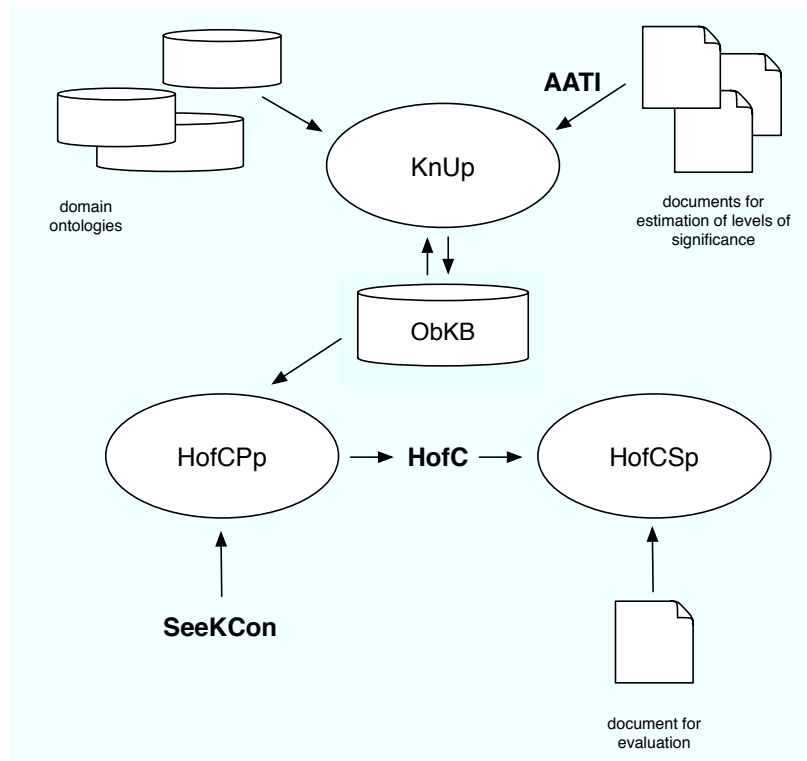 AATI
KnUp
domain
ontologies
documents for
estimation of levels of
significance
ObKB
HofCPp
HofC
HofCSp
SeeKCon
document for
evaluation